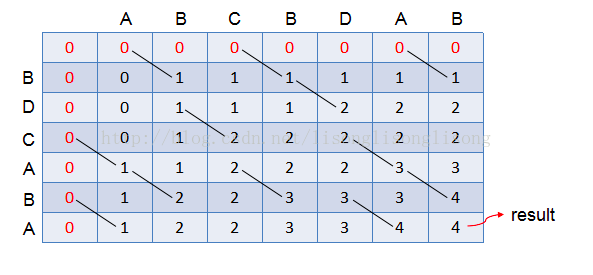 A B C B D A B
0 0 0 0 0 0 0 0
B 0 0 1 1 1 1 1 1
D 0 0 1 1 1 2 2 2
C 0 0 1 2 2 2 2 2
http://blog.csdn.net/lisonglisonglisong
A 0 1 1 2 2 2 3 3
B 0 1 2 2 3 3 3 4
A 0 1 2 2 3 3 4 4
result